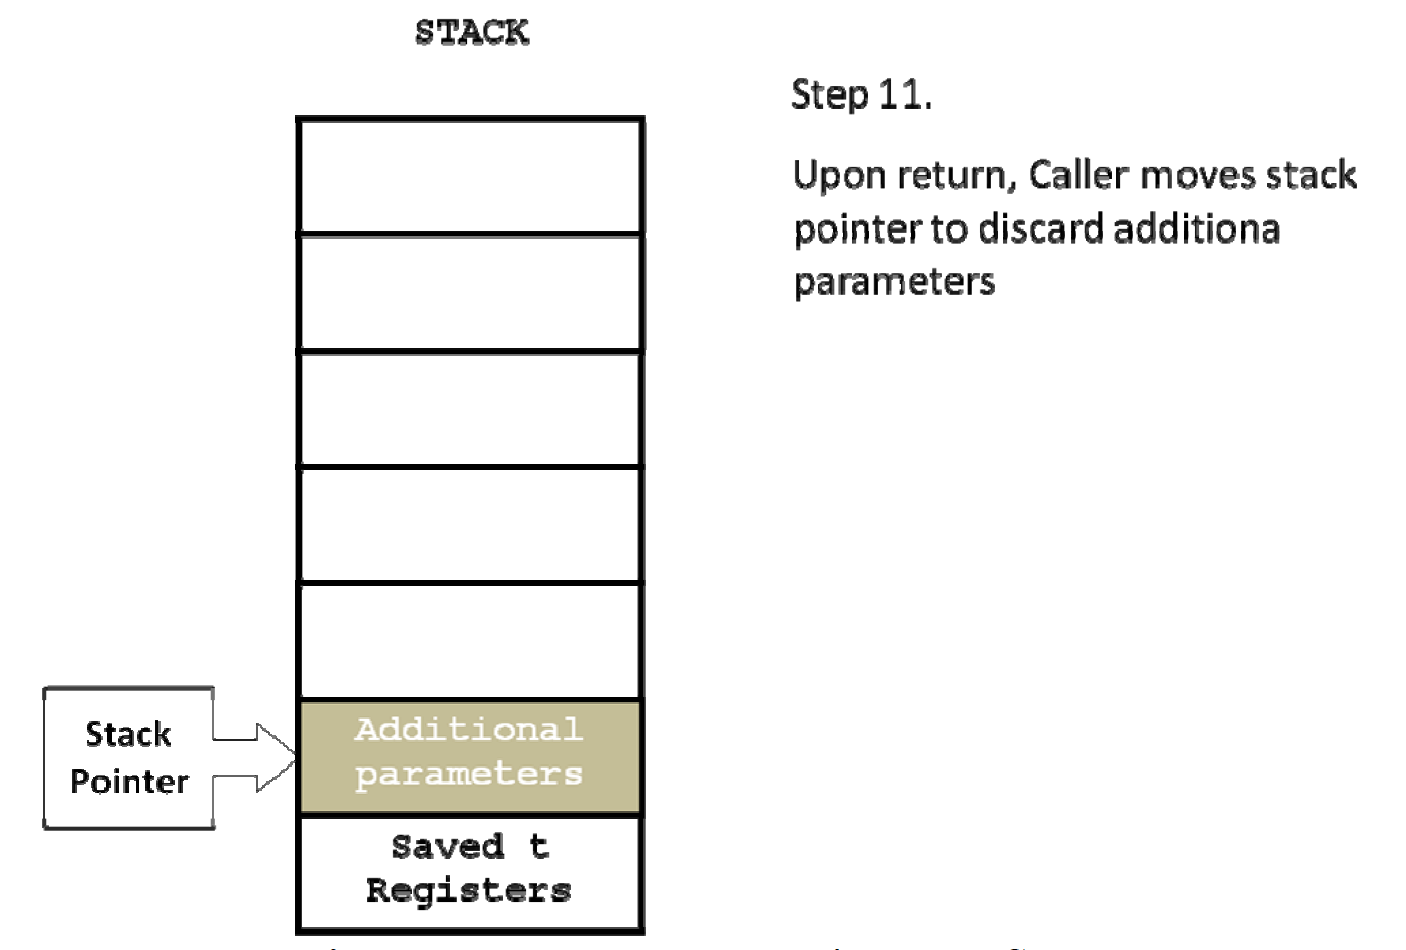 STACK
Step 11.
Upon return, Caller moves stack
pointer to discard additiona
parameters
Stack
Pointer
Additional
parameters
Saved t
Registers